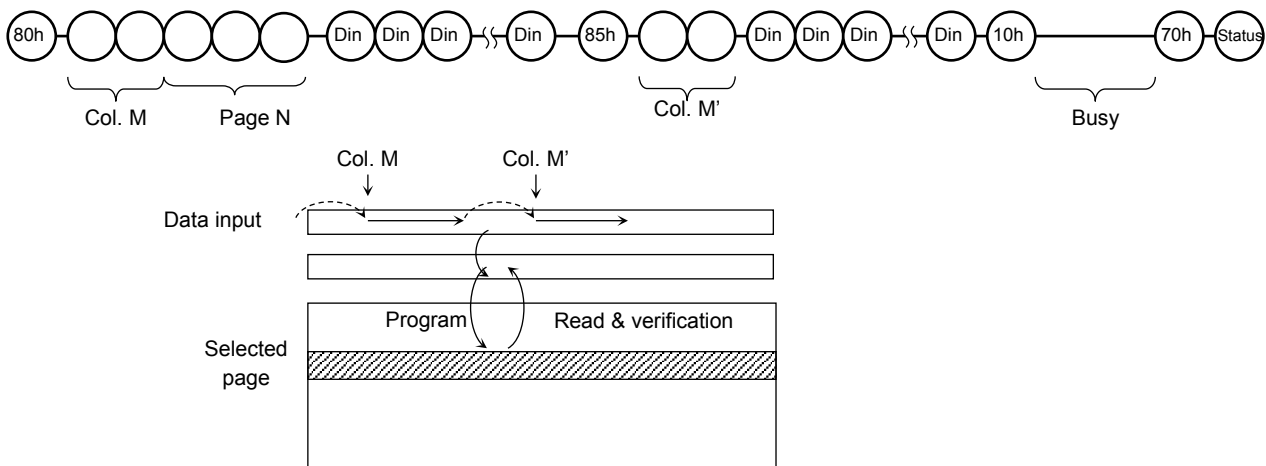 80h Din Din Din Din 85h Din Din Din Din 10h 70h Status
Col. M Page N Col. M’ Busy
Col. M Col. M’
Data input
Program Read & verification
Selected
page